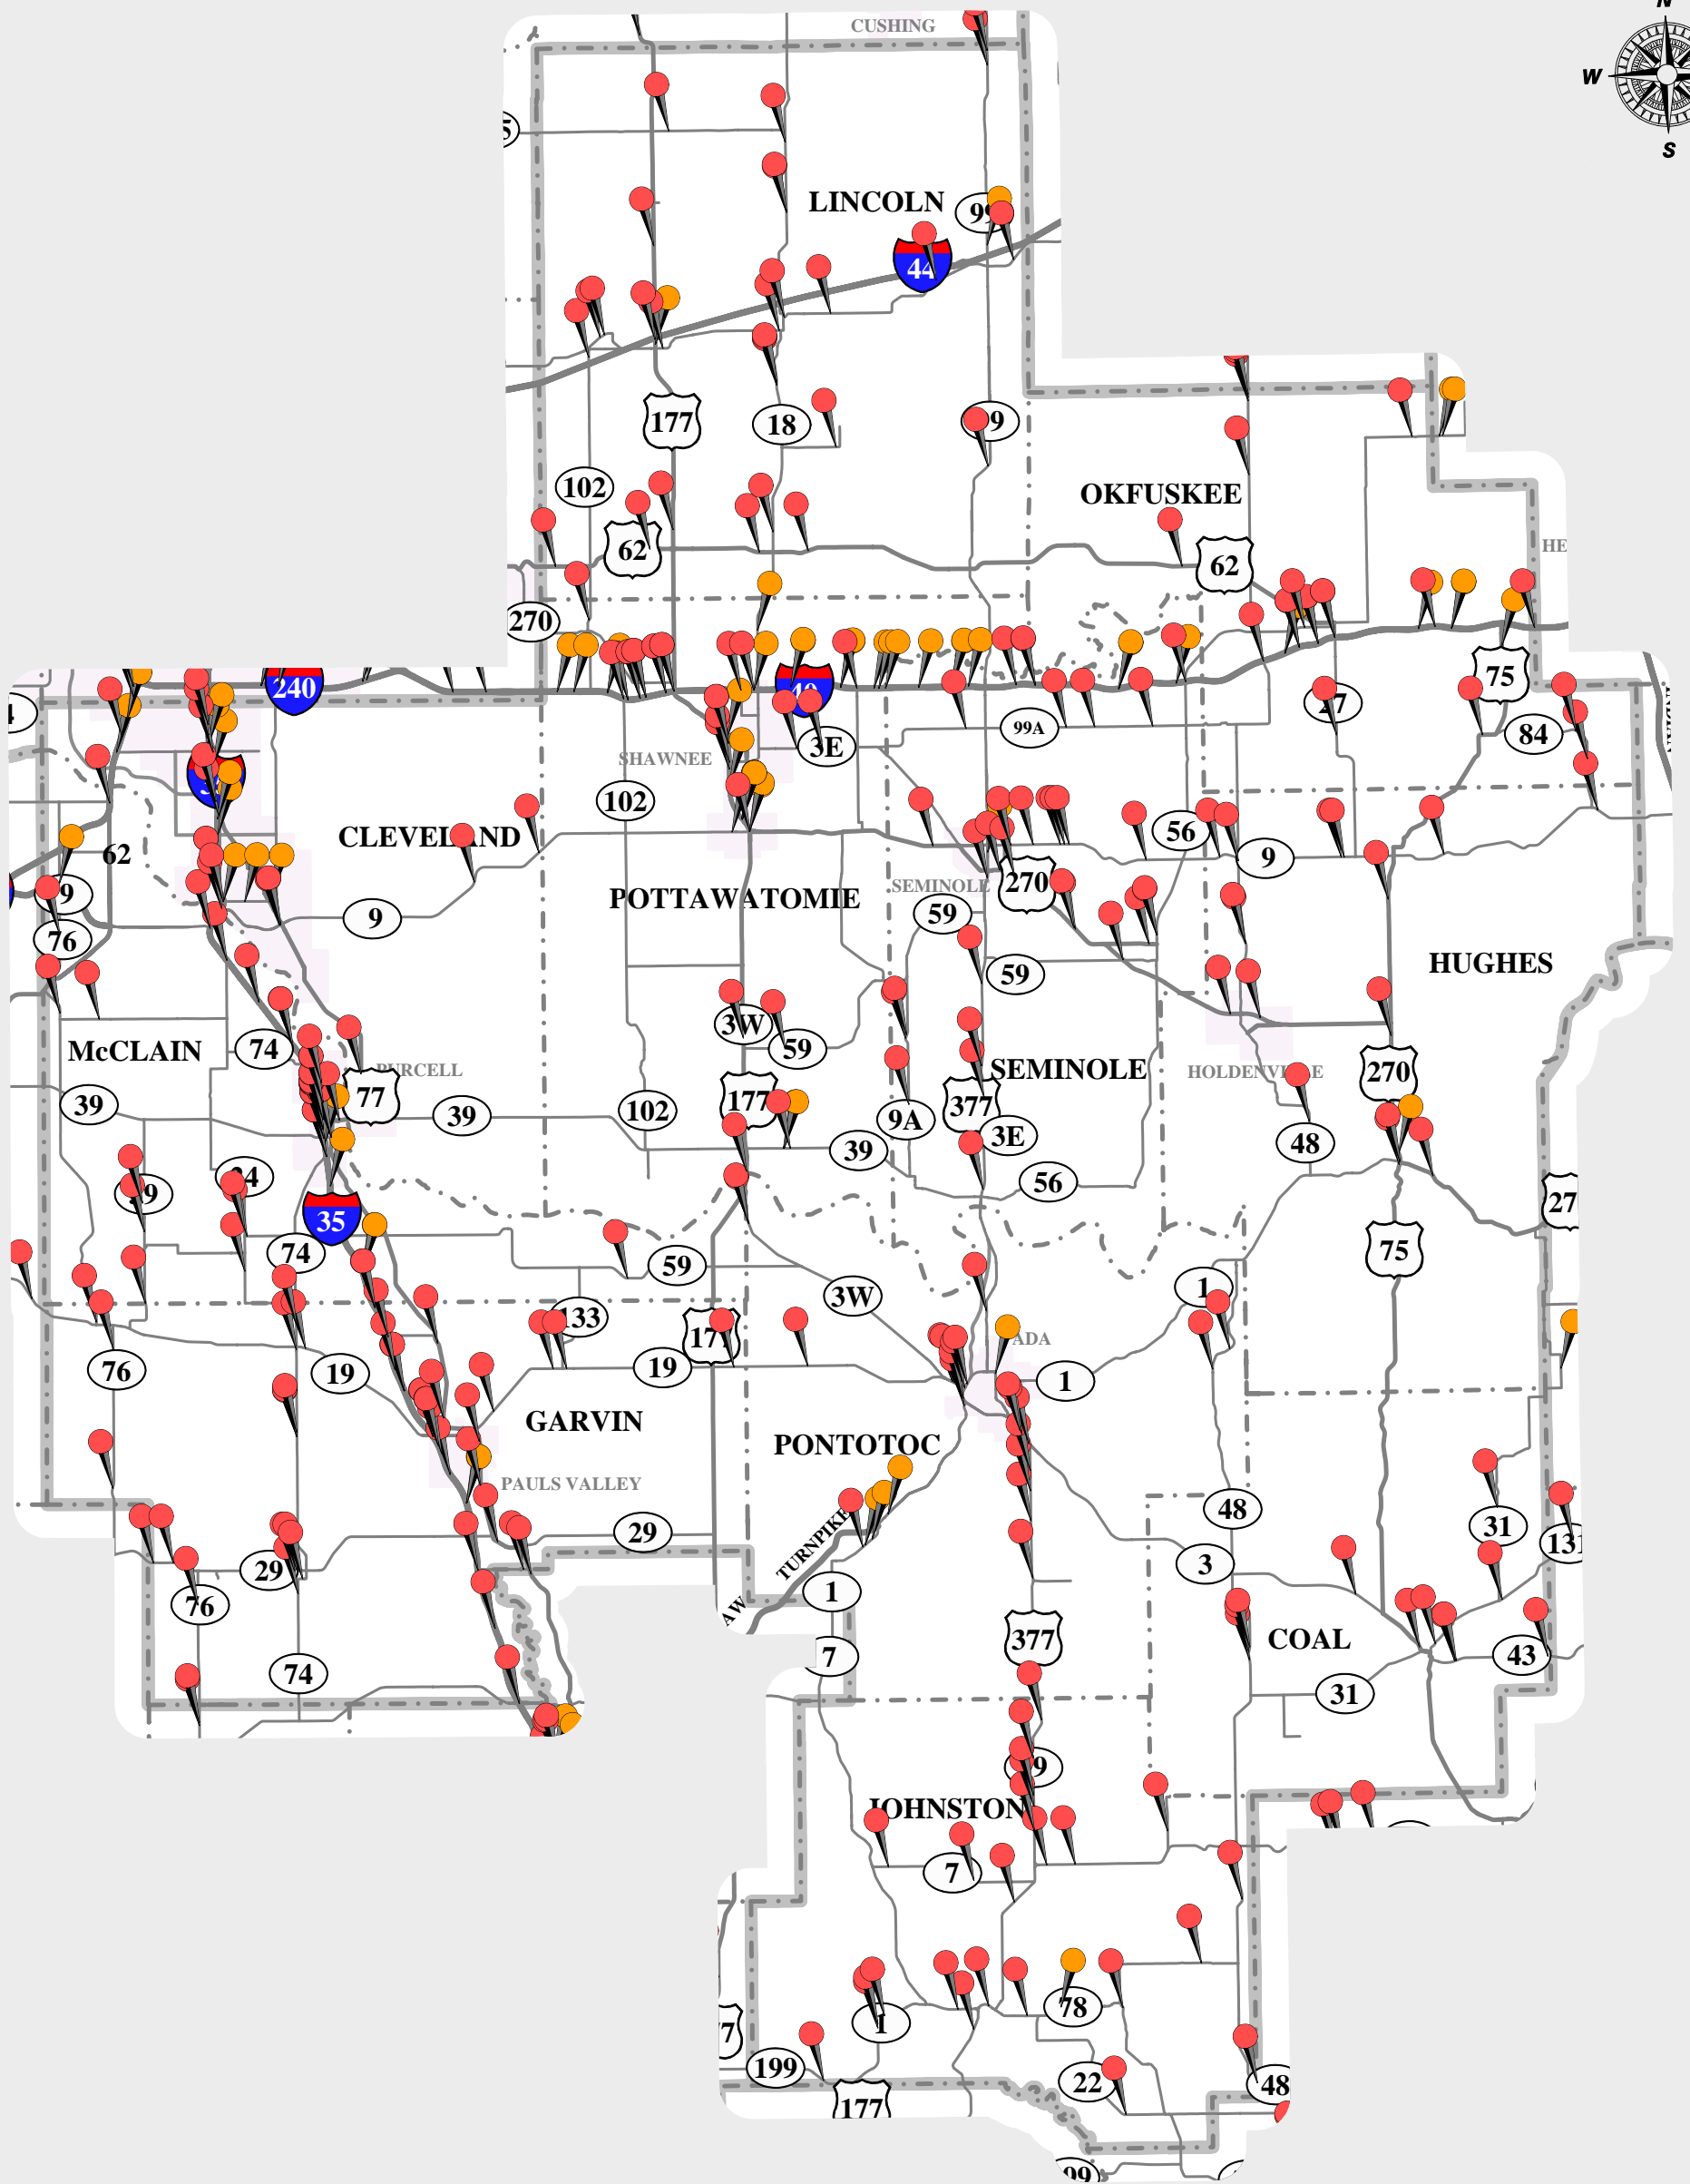 N
CUSHING
W
S
LINCOLN
44
177
18
102
OKFUSKEE
62
62
270
240
75
99A
3E
84
SHAWNEE
102
CLEVELAND
56
62
9
POTTAWATOMIE
SEMINOLE
270
9
59
9
76
59
HUGHES
3W
McCLAIN
74
59
PURCELL
SEMINOLE
HOLDENVILLE
270
77
39
39
102
177
377
9A
3E
48
39
56
35
74
59
75
1
3W
133
177
ADA
76
19
19
1
GARVIN
PONTOTOC
PAULS VALLEY
48
31
29
TURNPIKE
131
3
29
1
76
377
COAL
7
43
74
31
JOHNSTON
7
78
1
199
22
48
177